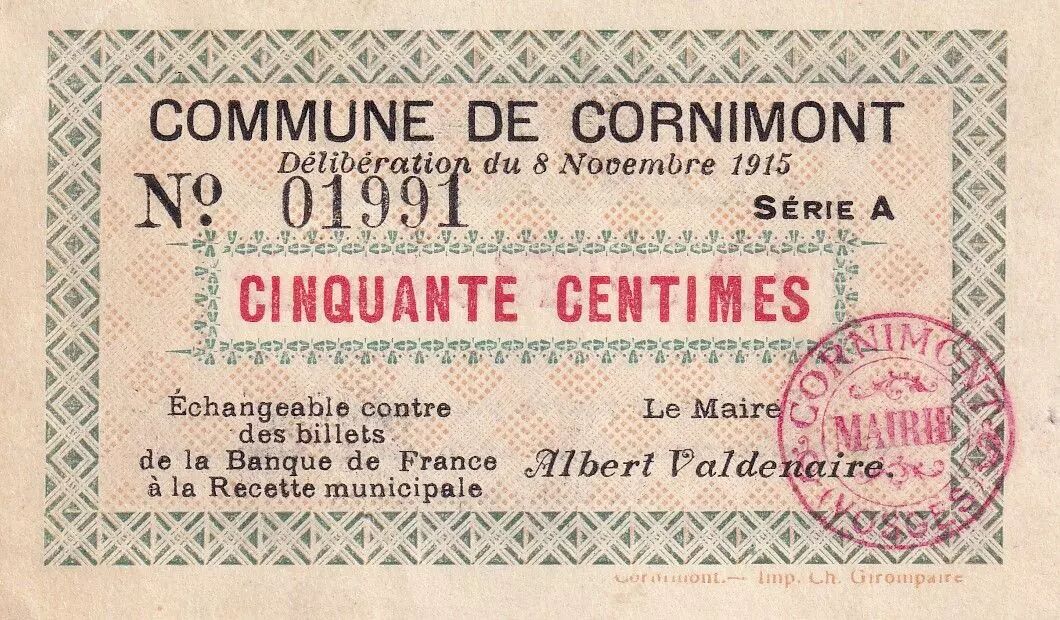 COMMUNE DE CORNIMONT
Délibération du 8 Novembre 1915
No. 01991
SÉRIE A
CINQUANTE CENTIMES
Échangeable contre
des billets
de la Banque de France
à la Recette municipale
Le Maire
Albert Valdenaire.
CORNIMONT
MAIRIE
(VOSGES)
Cornimont.— Imp. Ch. Girompaire